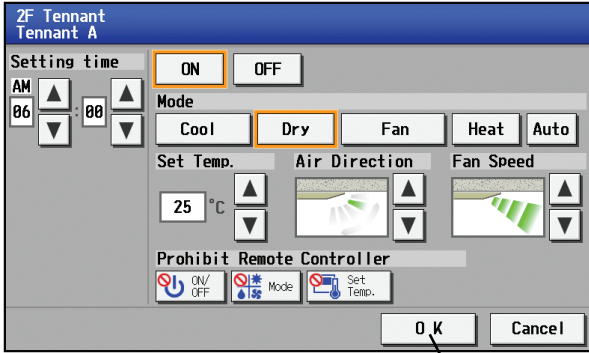 2F Tennant
Tennant A
Setting time
AM
06 : 00
ON OFF
Mode
Cool Dry Fan Heat Auto
Set Temp. Air Direction Fan Speed
25 °C
Prohibit Remote Controller
ON/
OFF
Mode
Set
Temp.
OK Cancel